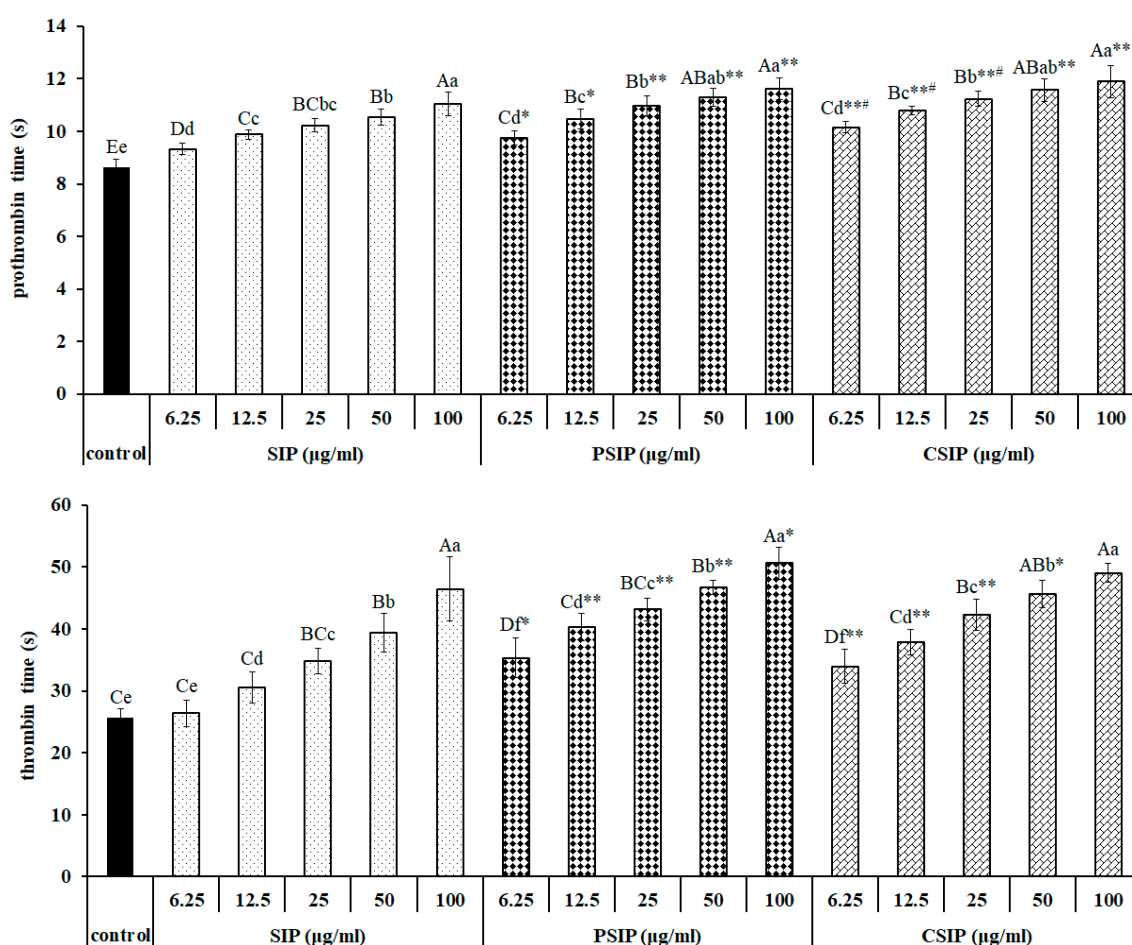 prothrombin time (s)
14
12
10
8
6
4
2
0
Ee Dd Cc BCbc Bb Aa Cd* Bc* Bb** ABab** Aa** Cd**# Bc**# Bb**# ABab** Aa**
6.25 12.5 25 50 100 6.25 12.5 25 50 100 6.25 12.5 25 50 100
control SIP (µg/ml) PSIP (µg/ml) CSIP (µg/ml)
thrombin time (s)
60
50
40
30
20
10
0
Ce Ce Cd BCc Bb Aa Df* Cd** BCc** Bb** Aa* Df** Cd** Bc** ABb* Aa
6.25 12.5 25 50 100 6.25 12.5 25 50 100 6.25 12.5 25 50 100
control SIP (µg/ml) PSIP (µg/ml) CSIP (µg/ml)